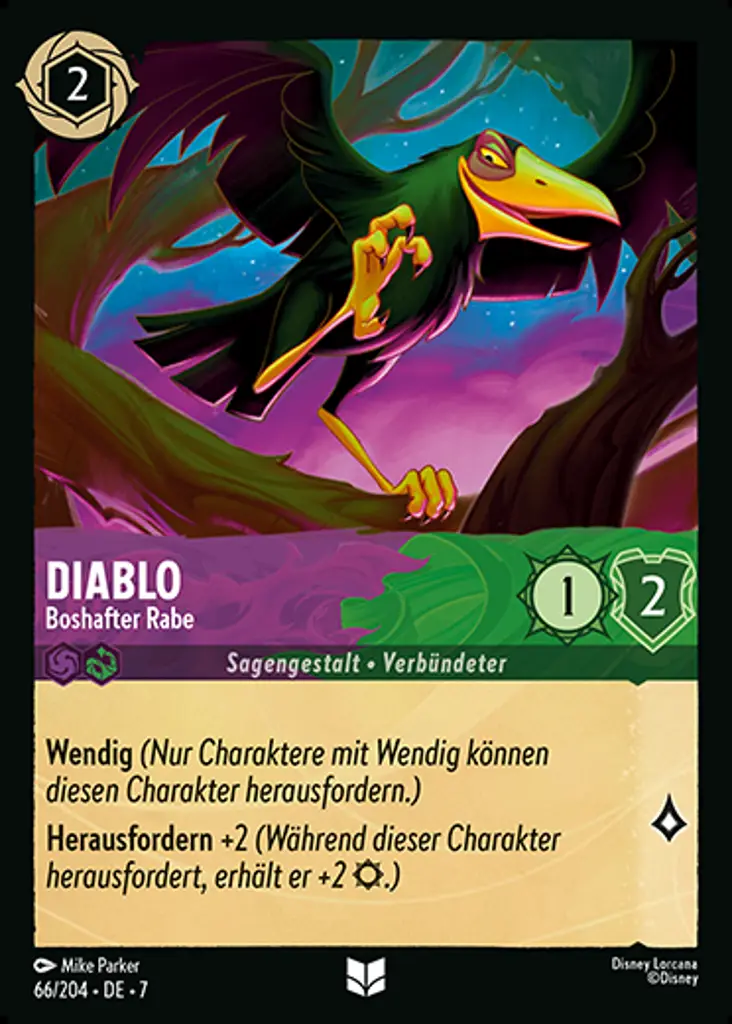 2
DIABLO
Boshafter Rabe
1
2
Sagengestalt • Verbündeter
Wendig (Nur Charaktere mit Wendig können
diesen Charakter herausfordern.)
Herausfordern +2 (Während dieser Charakter
herausfordert, erhält er +2 .)
Mike Parker
66/204 • DE • 7
Disney Lorcana
©Disney